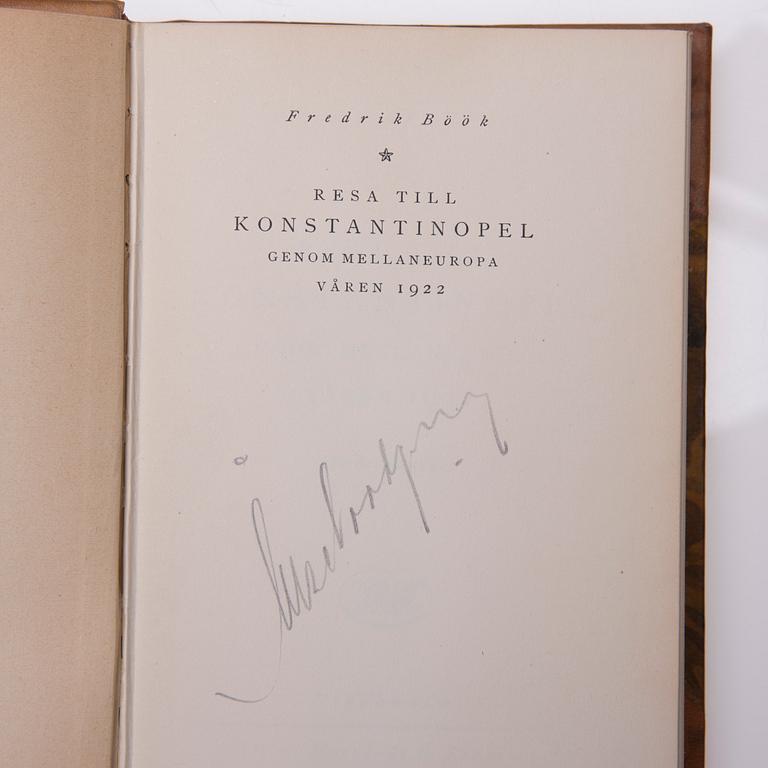 Fredrik Böök
RESA TILL
KONSTANTINOPEL
GENOM MELLANEUROPA
VÅREN 1922